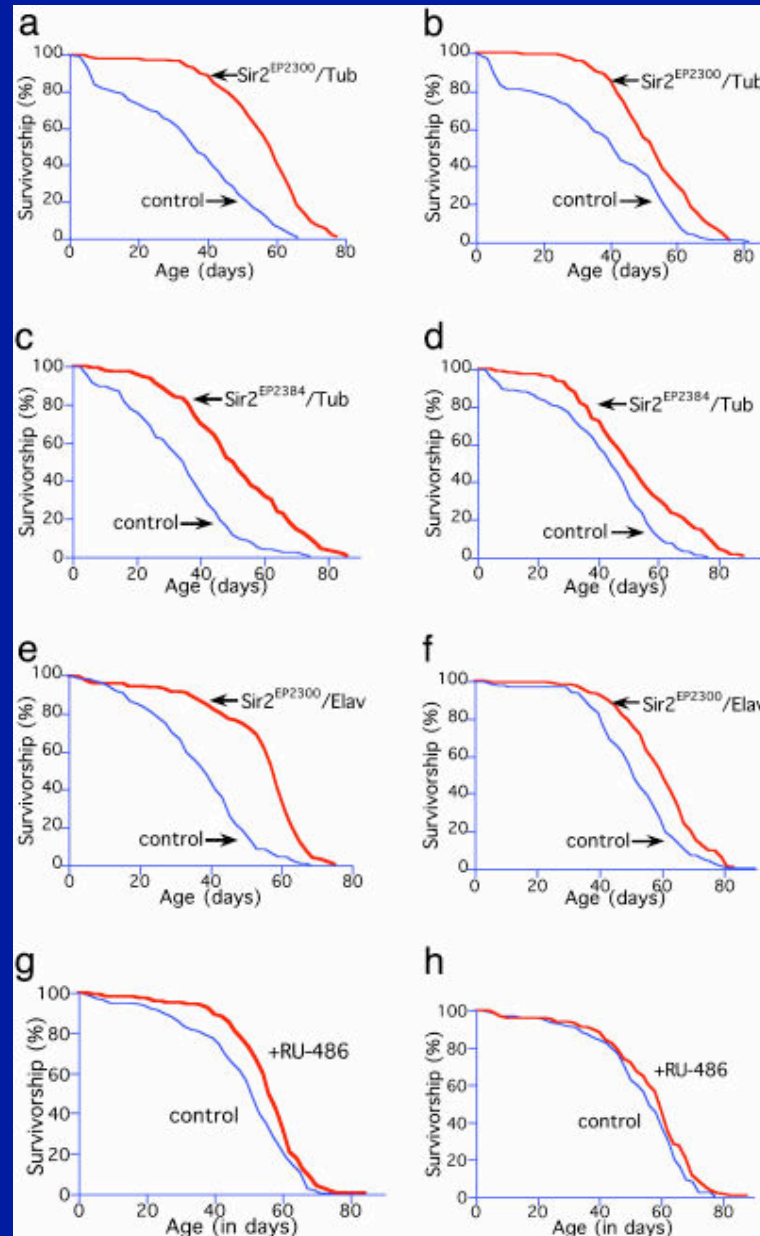 a
Survivorship (%)
100
80
60
40
20
0
Sir2EP2300/Tub
control
0 20 40 60 80
Age (days)
b
Survivorship (%)
100
80
60
40
20
0
Sir2EP2300/Tub
control
0 20 40 60 80
Age (days)
c
Survivorship (%)
100
80
60
40
20
0
Sir2EP2384/Tub
control
0 20 40 60 80
Age (days)
d
Survivorship (%)
100
80
60
40
20
0
Sir2EP2384/Tub
control
0 20 40 60 80
Age (days)
e
Survivorship (%)
100
80
60
40
20
0
Sir2EP2300/Elav
control
0 20 40 60 80
Age (days)
f
Survivorship (%)
100
80
60
40
20
0
Sir2EP2300/Elav
control
0 20 40 60 80
Age (days)
g
Survivorship (%)
100
80
60
40
20
0
+RU-486
control
0 20 40 60 80
Age (in days)
h
Survivorship (%)
100
80
60
40
20
0
+RU-486
control
0 20 40 60 80
Age (in days)